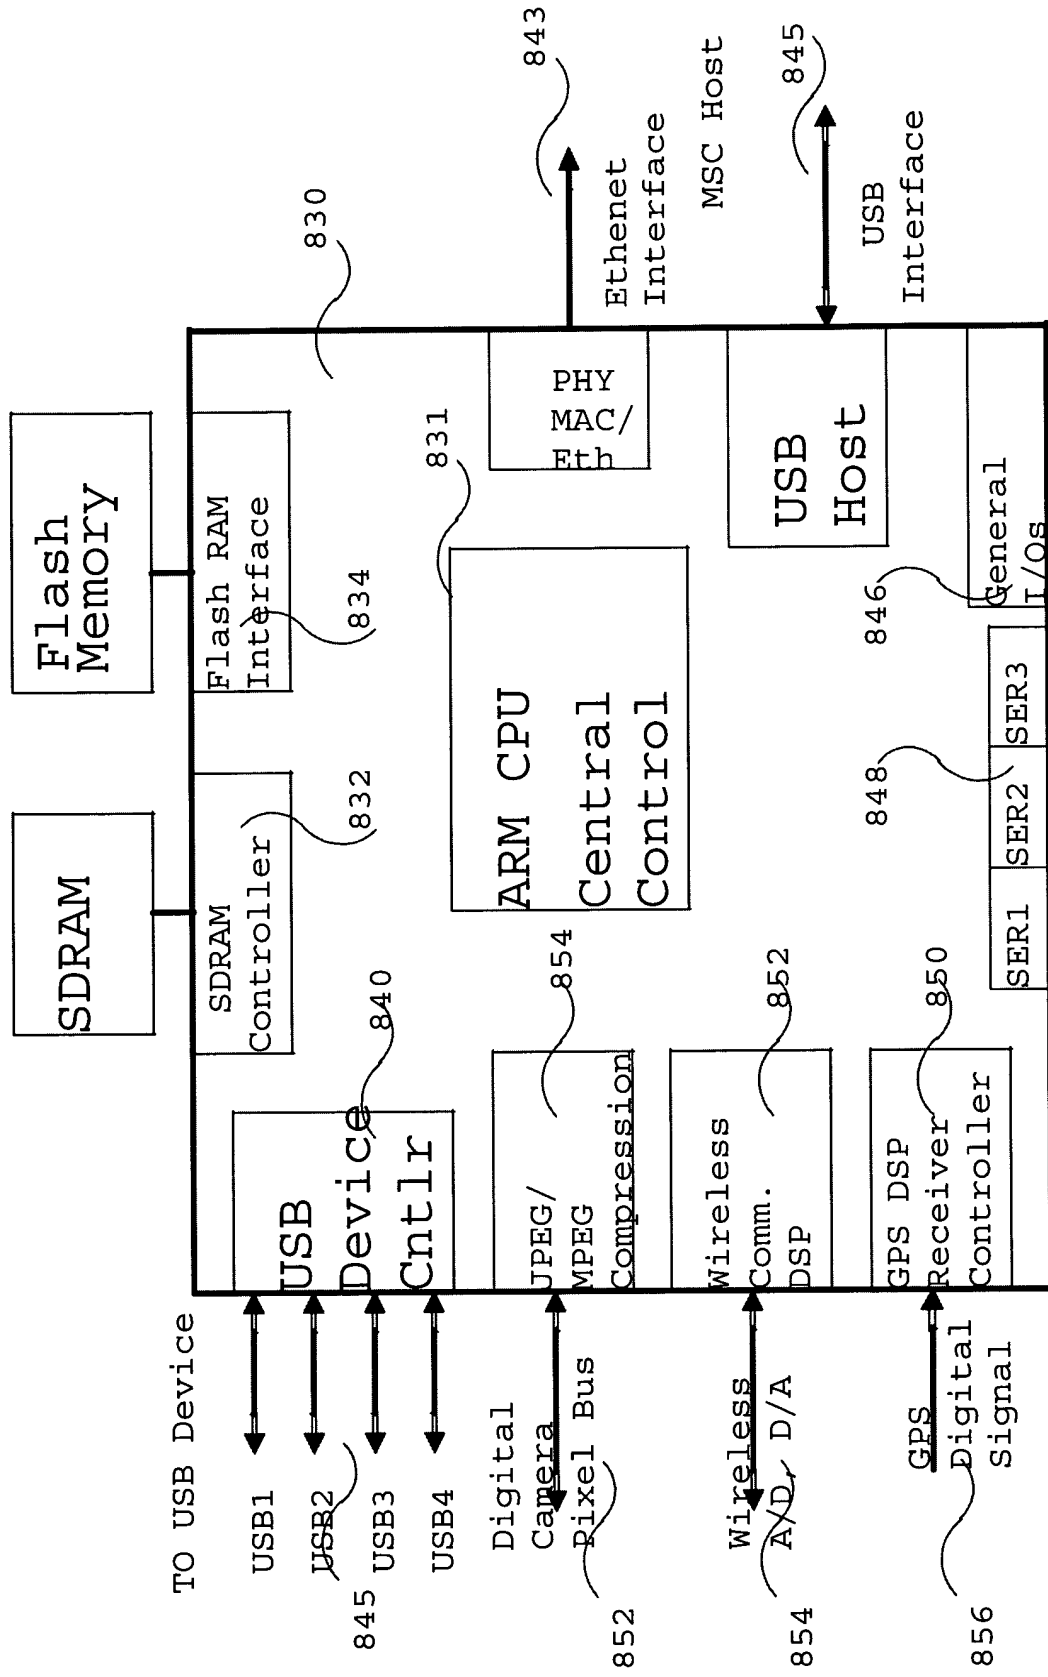 SDRAM
Flash
Memory
SDRAM
Controller
832
Flash RAM
Interface
834
830
TO USB Device
USB1
USB2
USB3
USB4
845
USB
Device
Cntlr
840
ARM CPU
Central
Control
831
PHY
MAC/
Eth
843
Ethenet
Interface
MSC Host
Digital
Camera
Pixel Bus
852
JPEG/
MPEG
Compression
854
USB
Host
845
USB
Interface
Wireless
A/D, D/A
854
Wireless
Comm.
DSP
852
GPS
Digital
Signal
856
GPS DSP
Receiver
Controller
850
SER1
SER2
SER3
848
General
I/Os
846